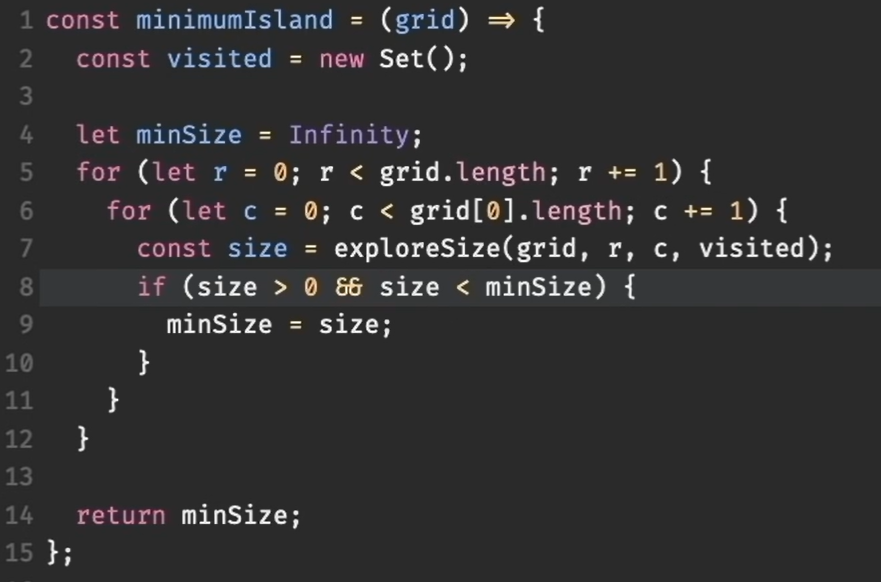 1 const minimumIsland = (grid) => {
2   const visited = new Set();
3
4   let minSize = Infinity;
5   for (let r = 0; r < grid.length; r += 1) {
6     for (let c = 0; c < grid[0].length; c += 1) {
7       const size = exploreSize(grid, r, c, visited);
8       if (size > 0 && size < minSize) {
9         minSize = size;
10       }
11     }
12   }
13
14   return minSize;
15 };